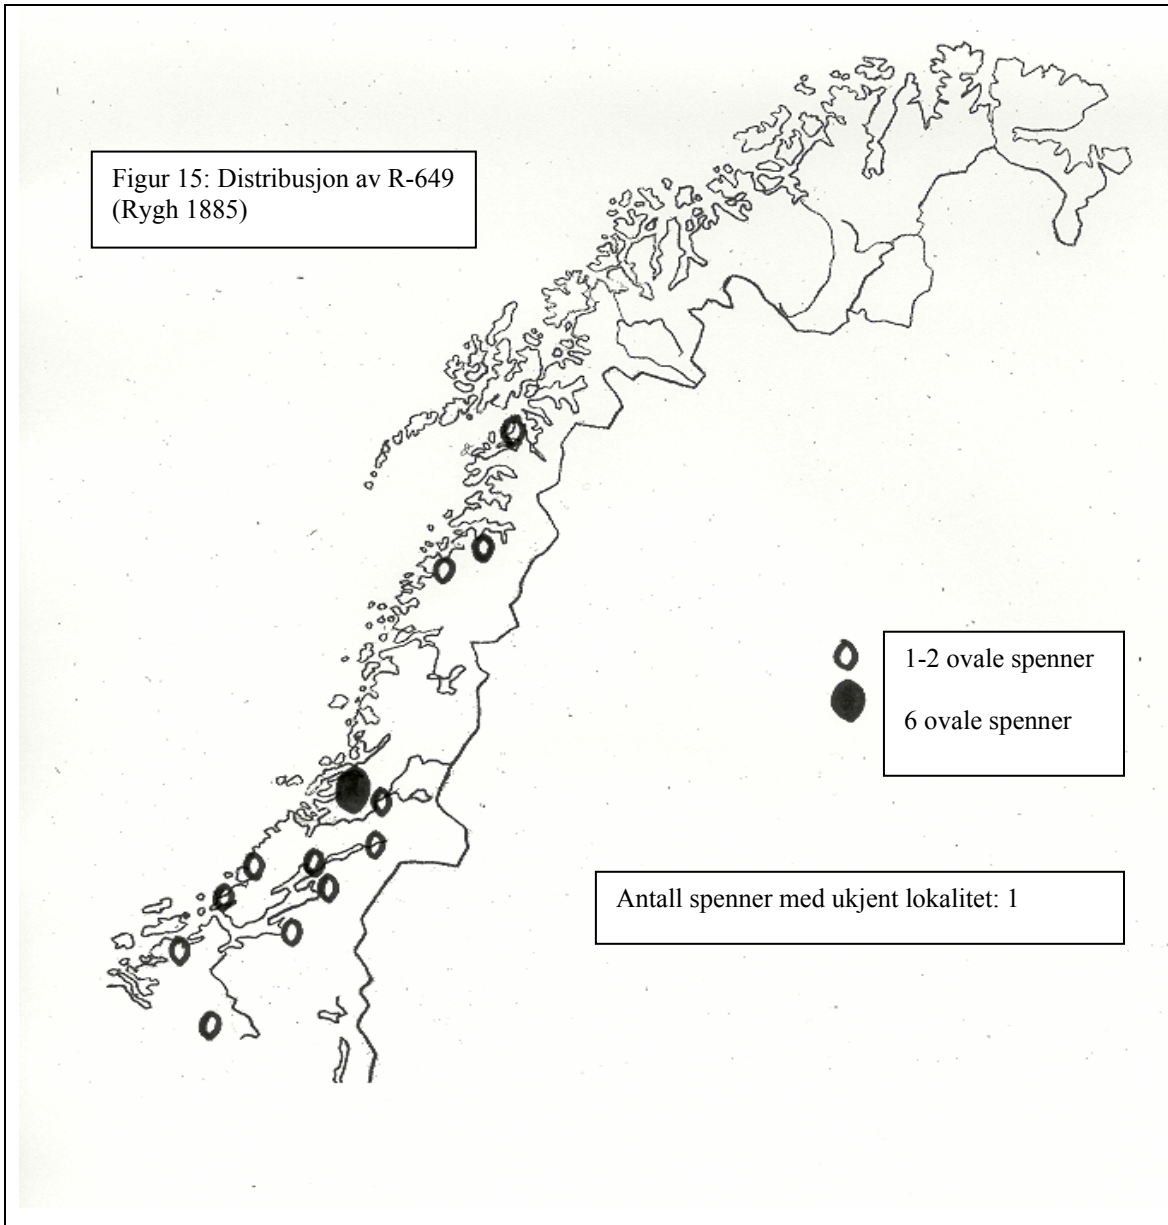 Figur 15: Distribusjon av R-649
(Rygh 1885)
1-2 ovale spenner
6 ovale spenner
Antall spenner med ukjent lokalitet: 1